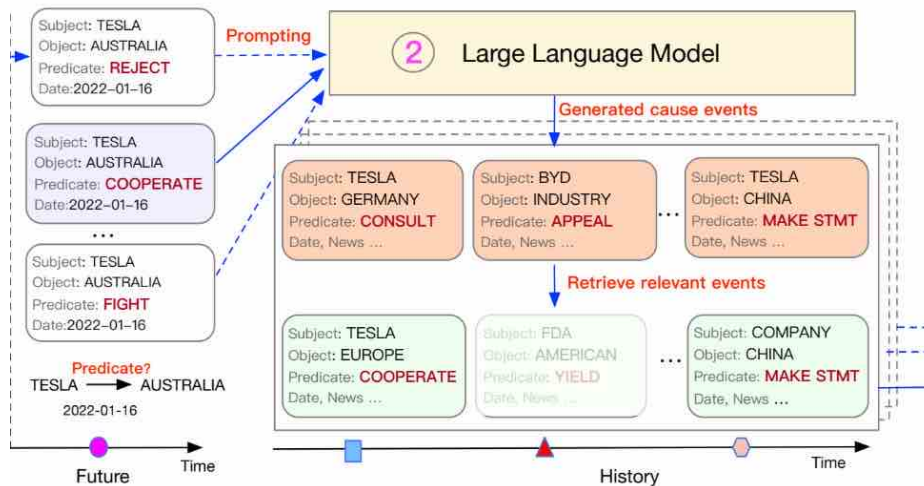 Subject: TESLA
Object: AUSTRALIA
Predicate: REJECT
Date:2022-01-16
Prompting
2 Large Language Model
Generated cause events
Subject: TESLA
Object: AUSTRALIA
Predicate: COOPERATE
Date:2022-01-16
...
Subject: TESLA
Object: AUSTRALIA
Predicate: FIGHT
Date:2022-01-16
Predicate?
TESLA AUSTRALIA
2022-01-16
Time
Future
Subject: TESLA
Object: GERMANY
Predicate: CONSULT
Date, News ...
Subject: BYD
Object: INDUSTRY
Predicate: APPEAL
Date, News ...
...
Subject: TESLA
Object: CHINA
Predicate: MAKE STMT
Date, News ...
Retrieve relevant events
Subject: TESLA
Object: EUROPE
Predicate: COOPERATE
Date, News ...
Subject: FDA
Object: AMERICAN
Predicate: YIELD
Date, News ...
...
Subject: COMPANY
Object: CHINA
Predicate: MAKE STMT
Date, News ...
Time
History